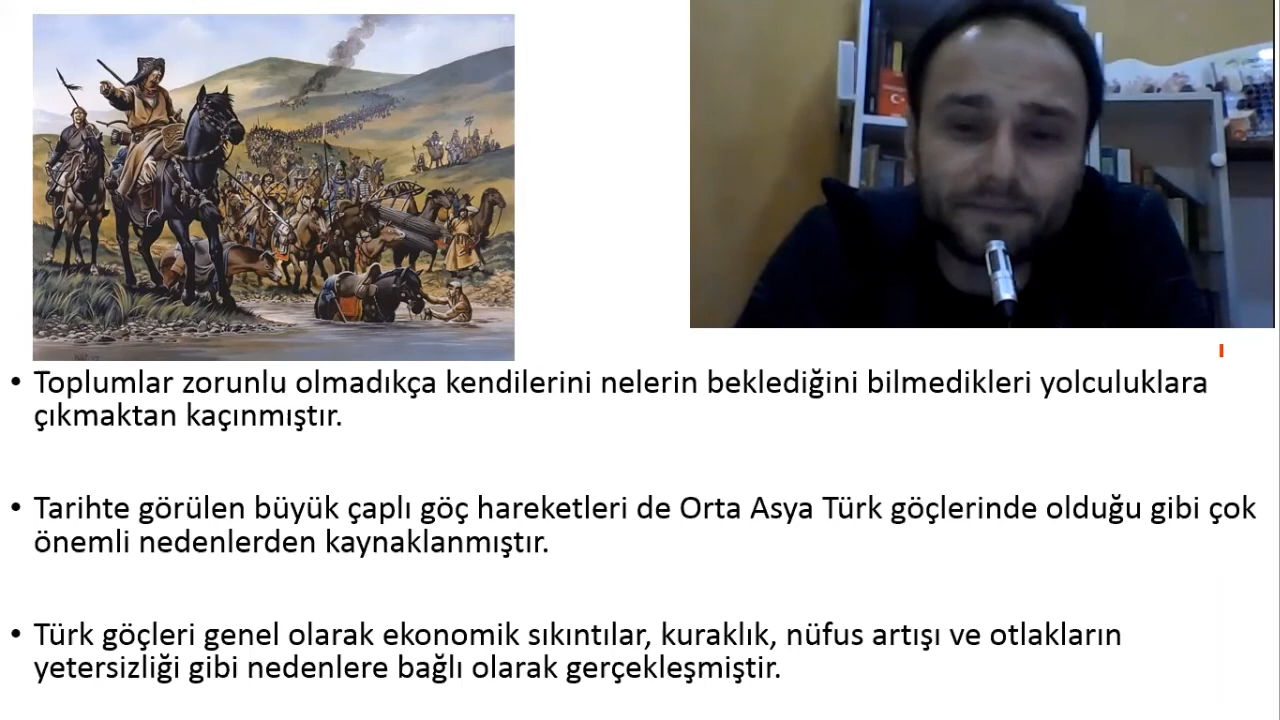 • Toplumlar zorunlu olmadıkça kendilerini nelerin beklediğini bilmedikleri yolculuklara
çıkmaktan kaçınmıştır.
• Tarihte görülen büyük çaplı göç hareketleri de Orta Asya Türk göçlerinde olduğu gibi çok
önemli nedenlerden kaynaklanmıştır.
• Türk göçleri genel olarak ekonomik sıkıntılar, kuraklık, nüfus artışı ve otlakların
yetersizliği gibi nedenlere bağlı olarak gerçekleşmiştir.